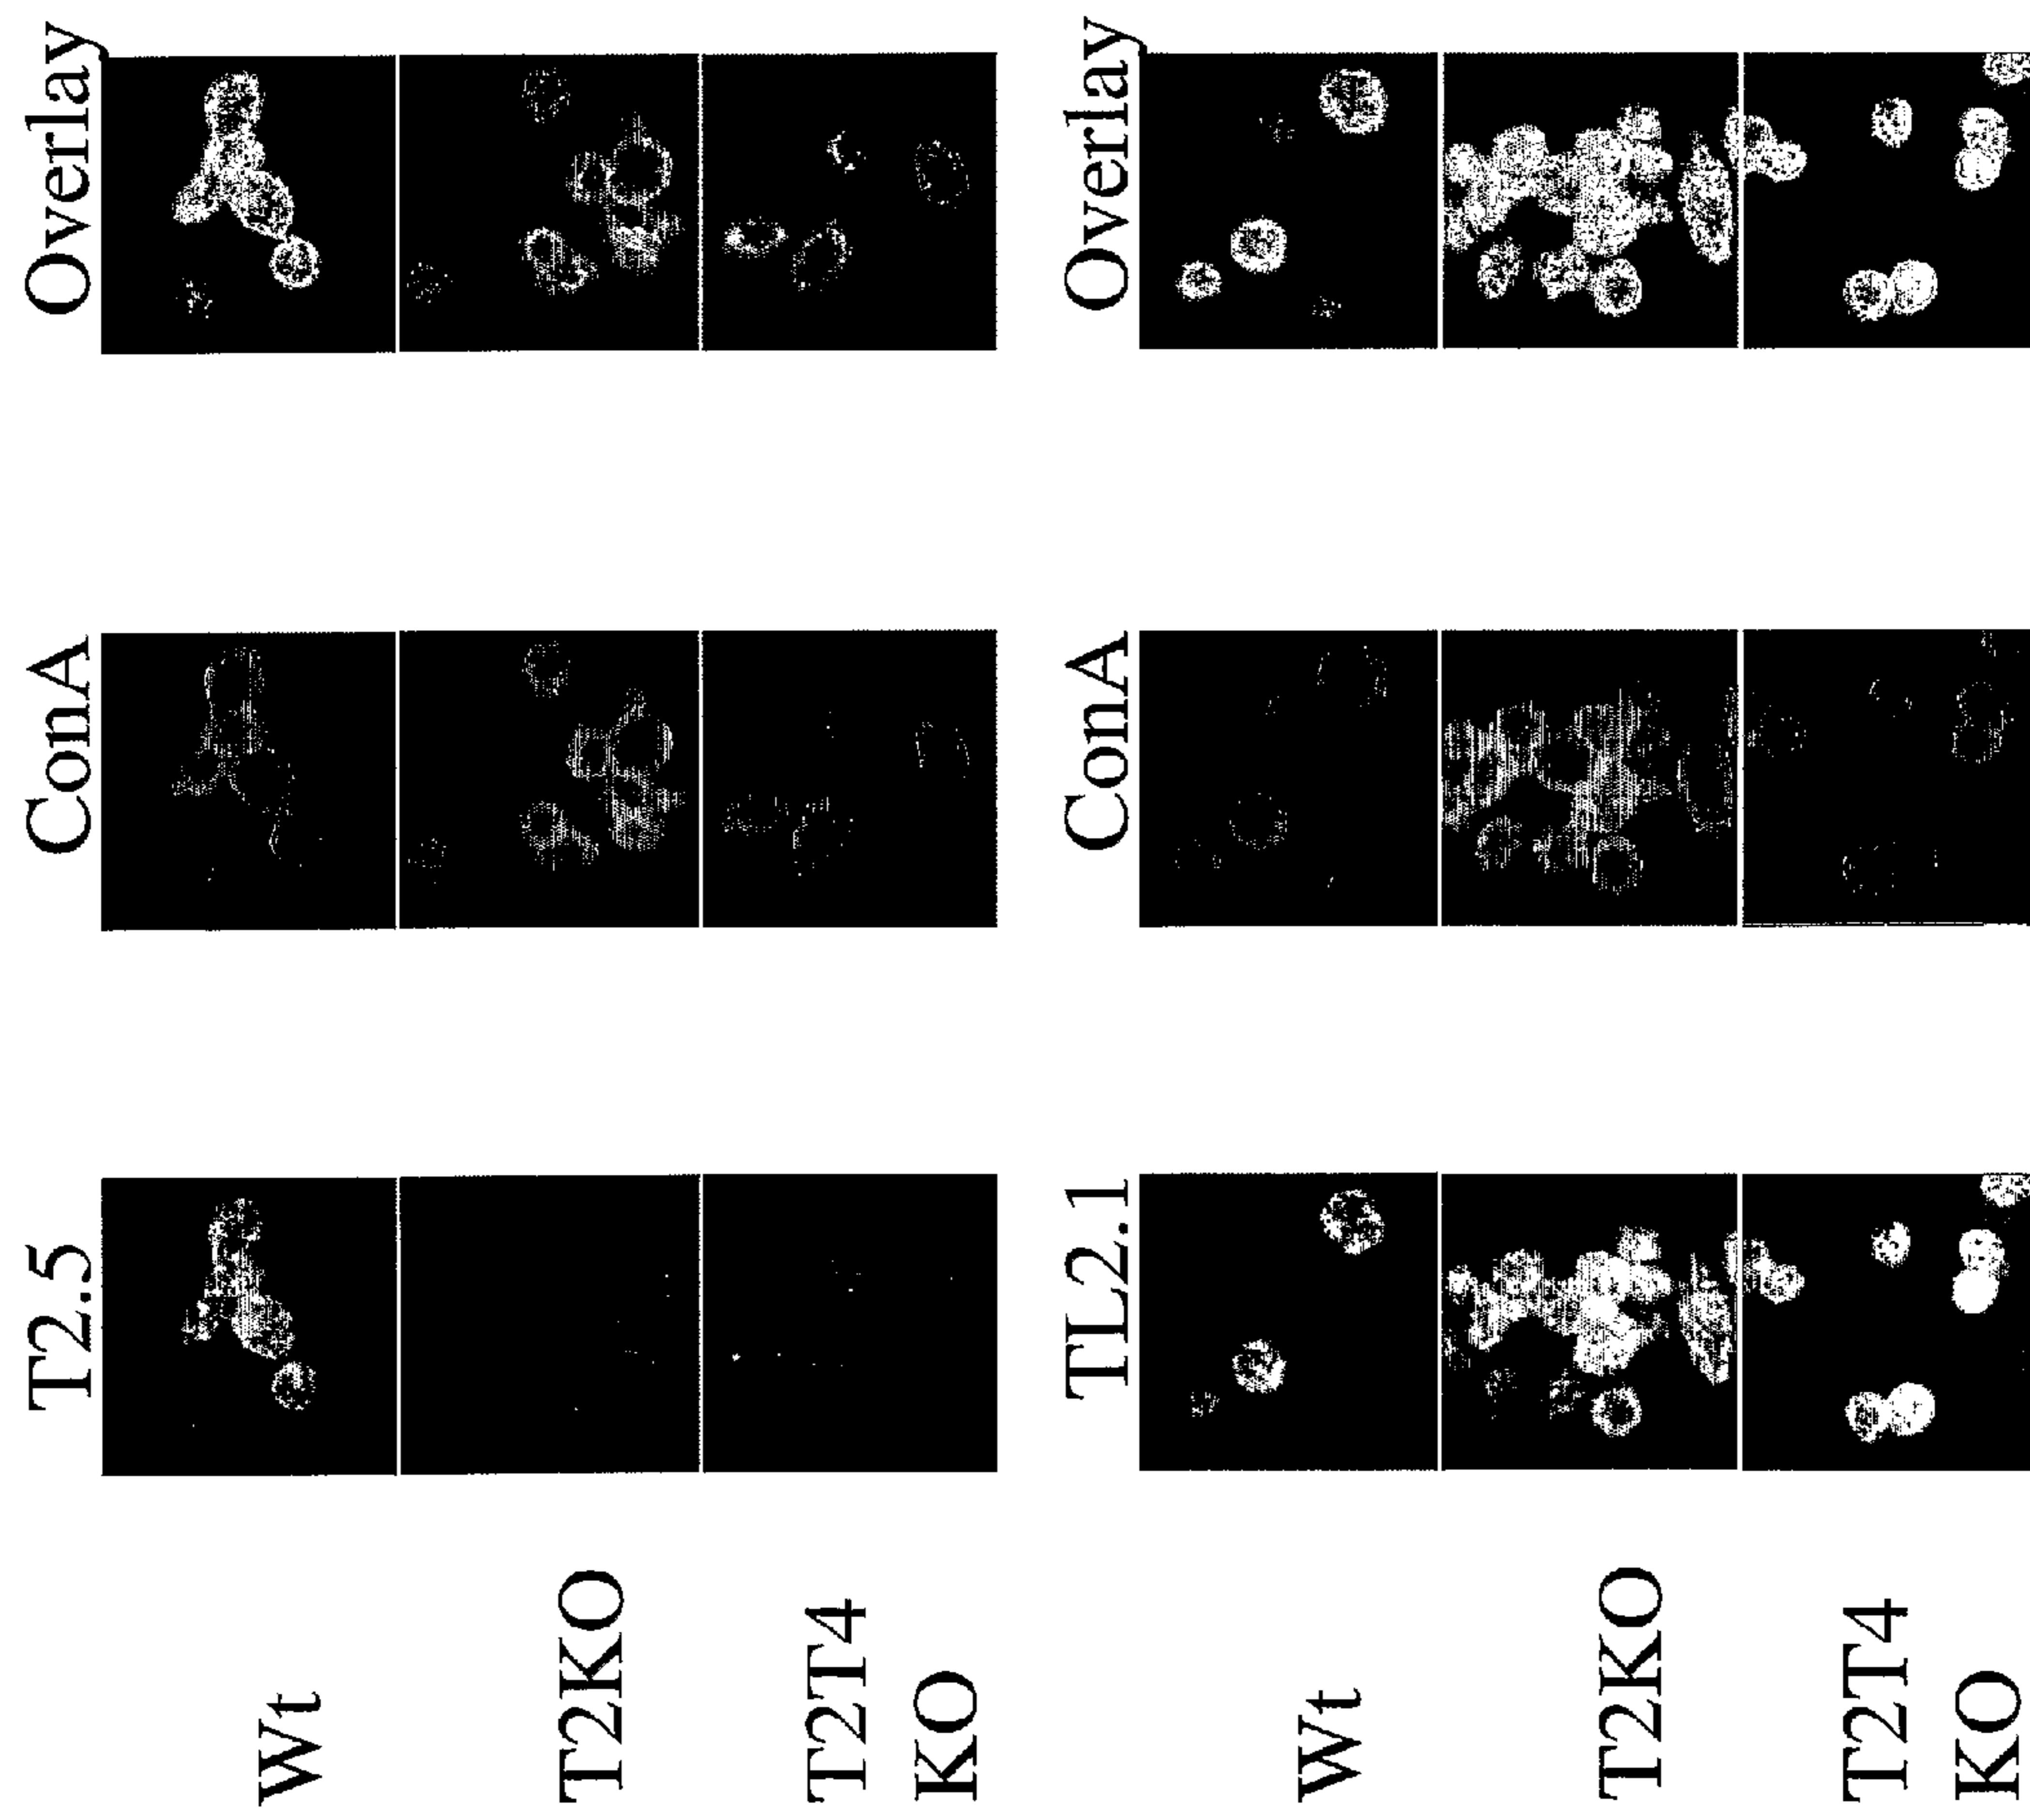 T2.5 ConA Overlay
Wt
T2KO
T2T4
KO
TL2.1 ConA Overlay
Wt
T2KO
T2T4
KO